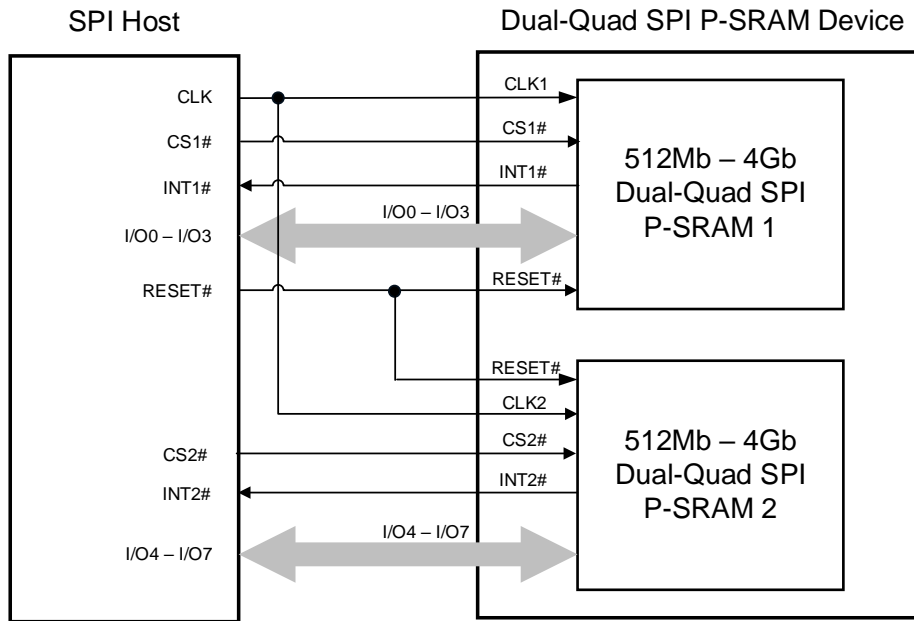 SPI Host
Dual-Quad SPI P-SRAM Device
CLK
CS1#
INT1#
I/O0 – I/O3
RESET#
CS2#
INT2#
I/O4 – I/O7
I/O0 – I/O3
I/O4 – I/O7
CLK1
CS1#
INT1#
RESET#
RESET#
CLK2
CS2#
INT2#
512Mb – 4Gb
Dual-Quad SPI
P-SRAM 1
512Mb – 4Gb
Dual-Quad SPI
P-SRAM 2